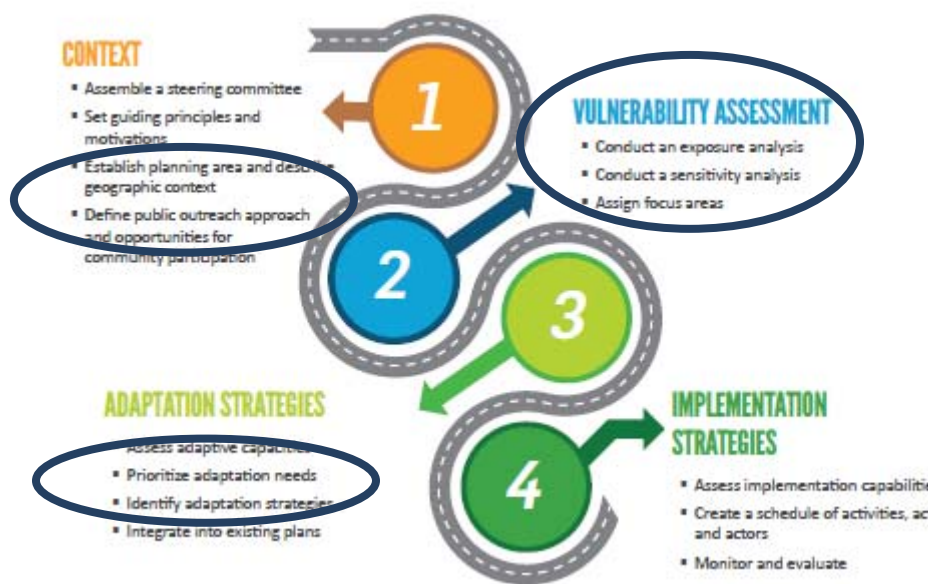 CONTEXT
▪ Assemble a steering committee
▪ Set guiding principles and
motivations
▪ Establish planning area and describe
geographic context
▪ Define public outreach approach
and opportunities for
community participation
1
VULNERABILITY ASSESSMENT
▪ Conduct an exposure analysis
▪ Conduct a sensitivity analysis
▪ Assign focus areas
2
3
ADAPTATION STRATEGIES
▪ Assess adaptive capacities
▪ Prioritize adaptation needs
▪ Identify adaptation strategies
▪ Integrate into existing plans
4
IMPLEMENTATION
STRATEGIES
▪ Assess implementation
▪ Create a schedule of activities,
and actors
▪ Monitor and evaluate